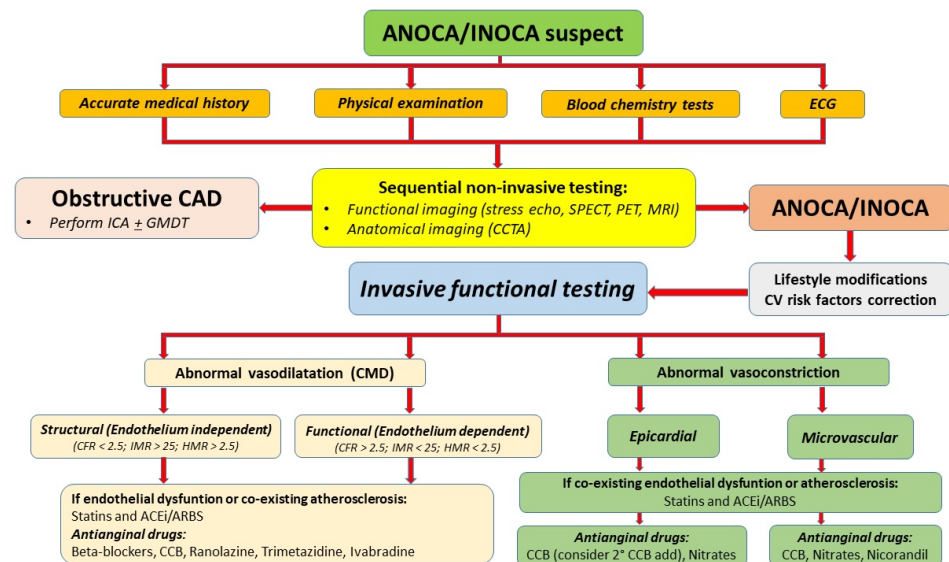 ANOCA/INOCA suspect
Accurate medical history
Physical examination
Blood chemistry tests
ECG
Obstructive CAD
• Perform ICA + GMDT
Sequential non-invasive testing:
• Functional imaging (stress echo, SPECT, PET, MRI)
• Anatomical imaging (CCTA)
ANOCA/INOCA
Invasive functional testing
Lifestyle modifications
CV risk factors correction
Abnormal vasodilatation (CMD)
Abnormal vasoconstriction
Structural (Endothelium independent)
(CFR < 2.5; IMR > 25; HMR > 2.5)
Functional (Endothelium dependent)
(CFR > 2.5; IMR < 25; HMR < 2.5)
Epicardial
Microvascular
If endothelial dysfuntion or co-existing atherosclerosis:
Statins and ACEi/ARBS
Antianginal drugs:
Beta-blockers, CCB, Ranolazine, Trimetazidine, Ivabradine
If co-existing endothelial dysfunction or atherosclerosis:
Statins and ACEi/ARBS
Antianginal drugs:
CCB (consider 2° CCB add), Nitrates
Antianginal drugs:
CCB, Nitrates, Nicorandil